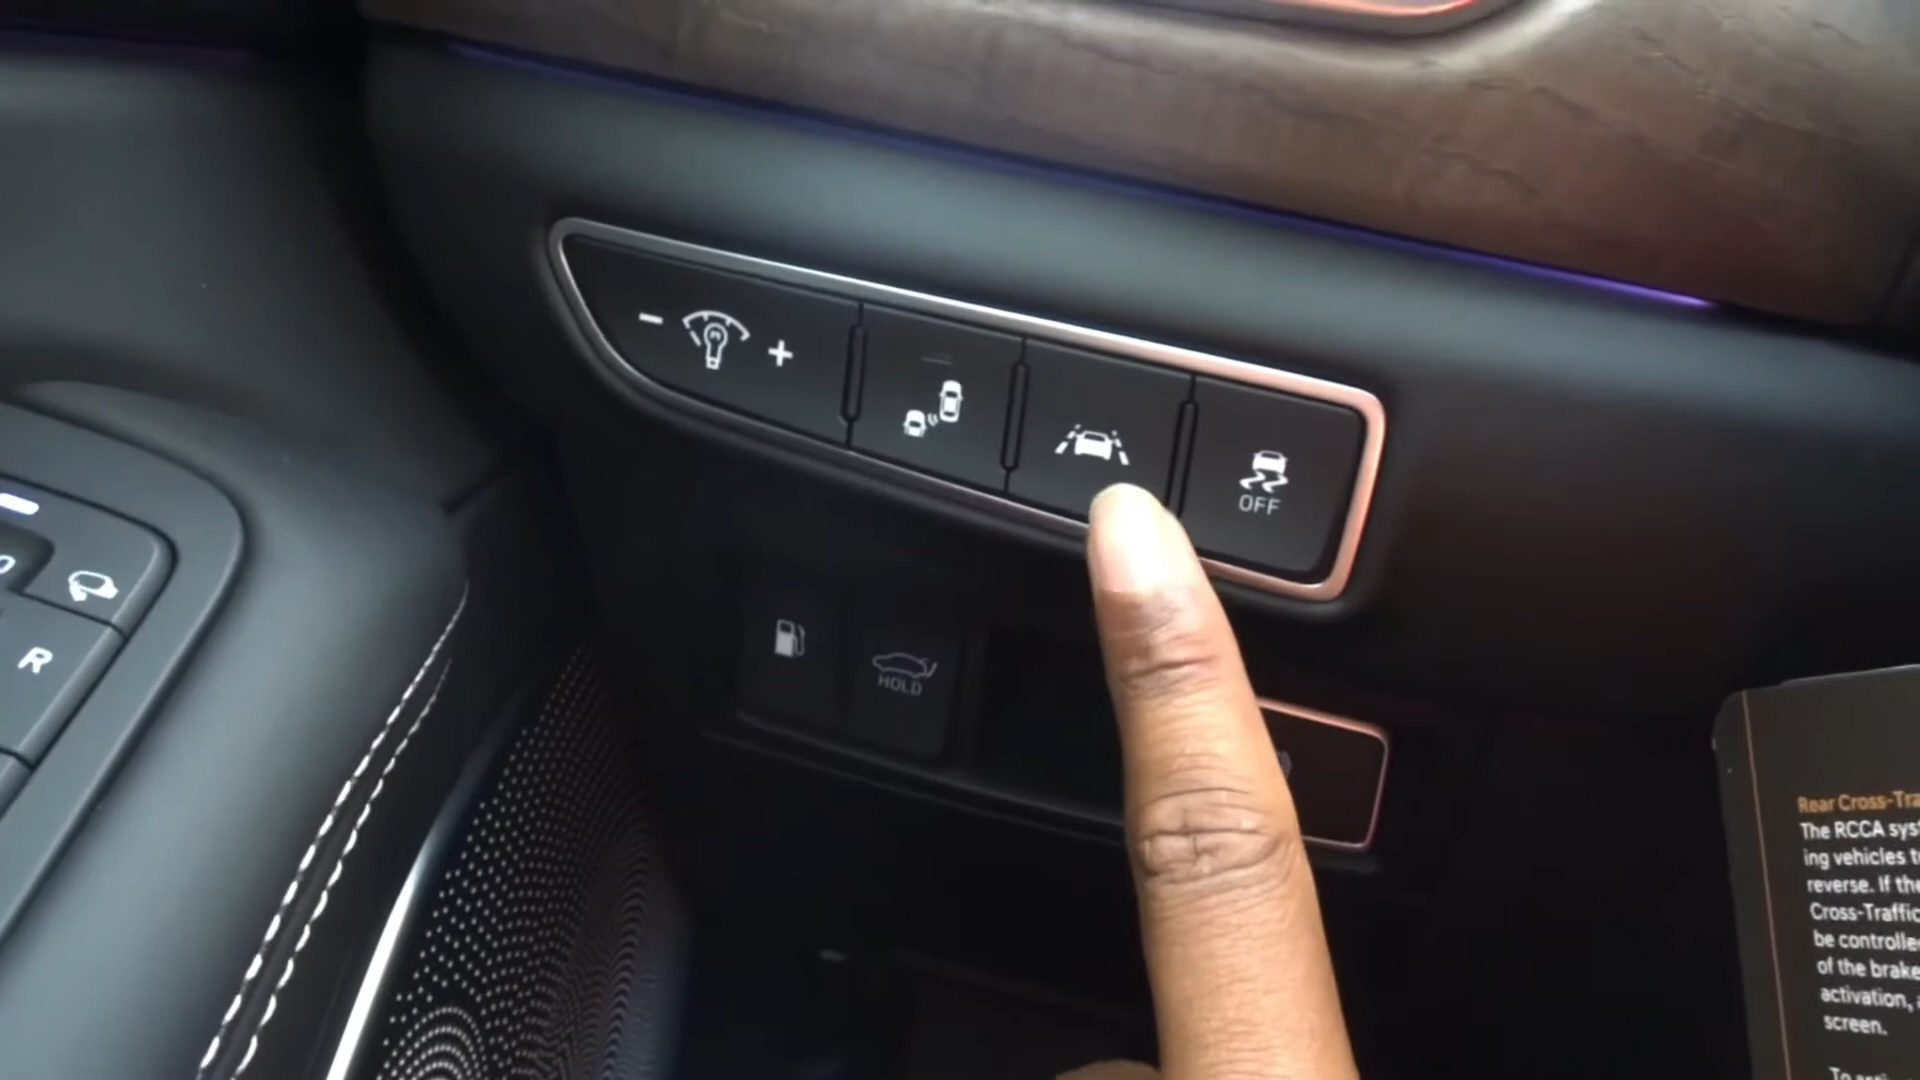 - +
OFF
HOLD
R
Rear Cross-Tra
The RCCA syst
ing vehicles t
reverse. If the
Cross-Traffic
be controlle
of the brake
activation,
screen.